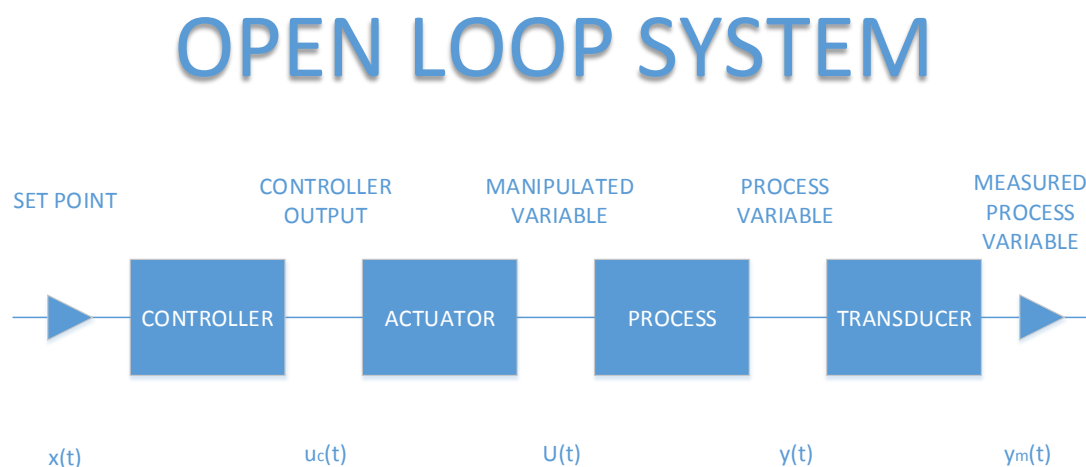 OPEN LOOP SYSTEM
SET POINT
CONTROLLER
OUTPUT
MANIPULATED
VARIABLE
PROCESS
VARIABLE
MEASURED
PROCESS
VARIABLE
CONTROLLER
ACTUATOR
PROCESS
TRANSDUCER
x(t)
uc(t)
U(t)
y(t)
ym(t)